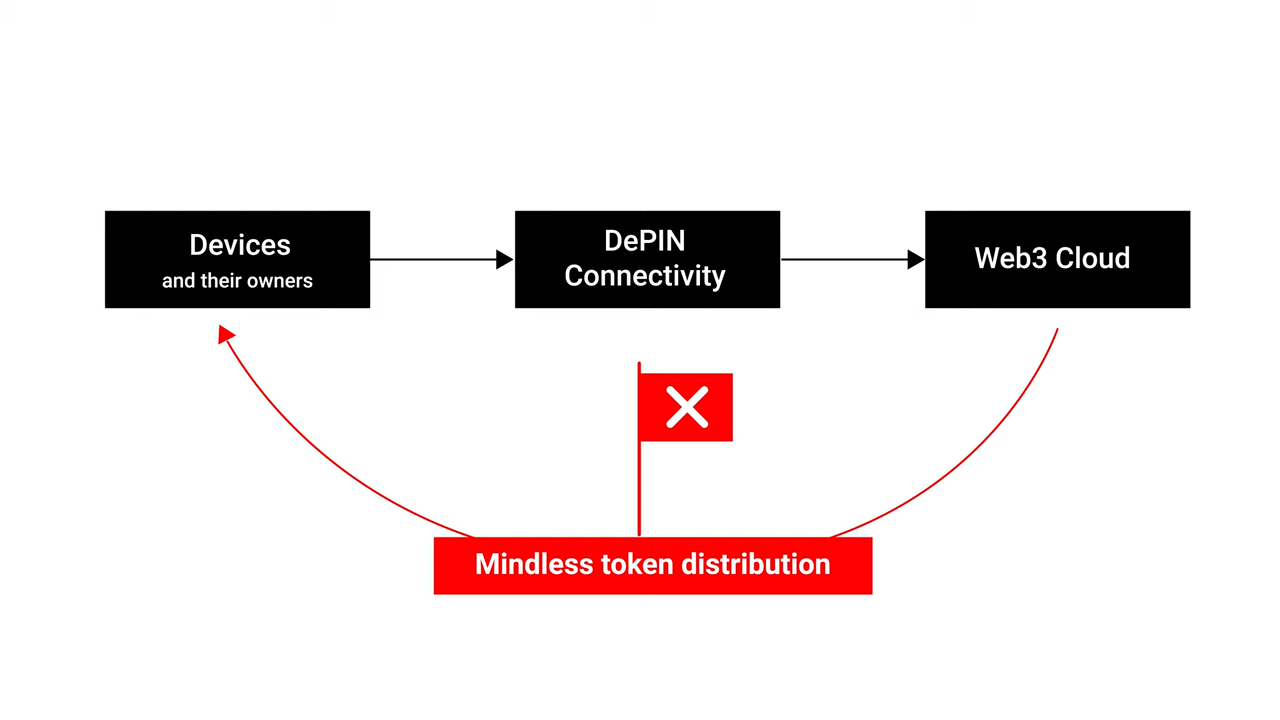 Devices
and their owners
DePIN
Connectivity
Web3 Cloud
Mindless token distribution